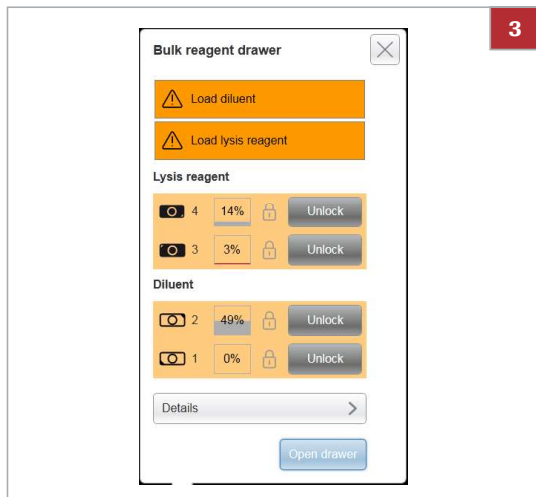 3
Bulk reagent drawer
Load diluent
Load lysis reagent
Lysis reagent
4 14% Unlock
3 3% Unlock
Diluent
2 49% Unlock
1 0% Unlock
Details
Open drawer